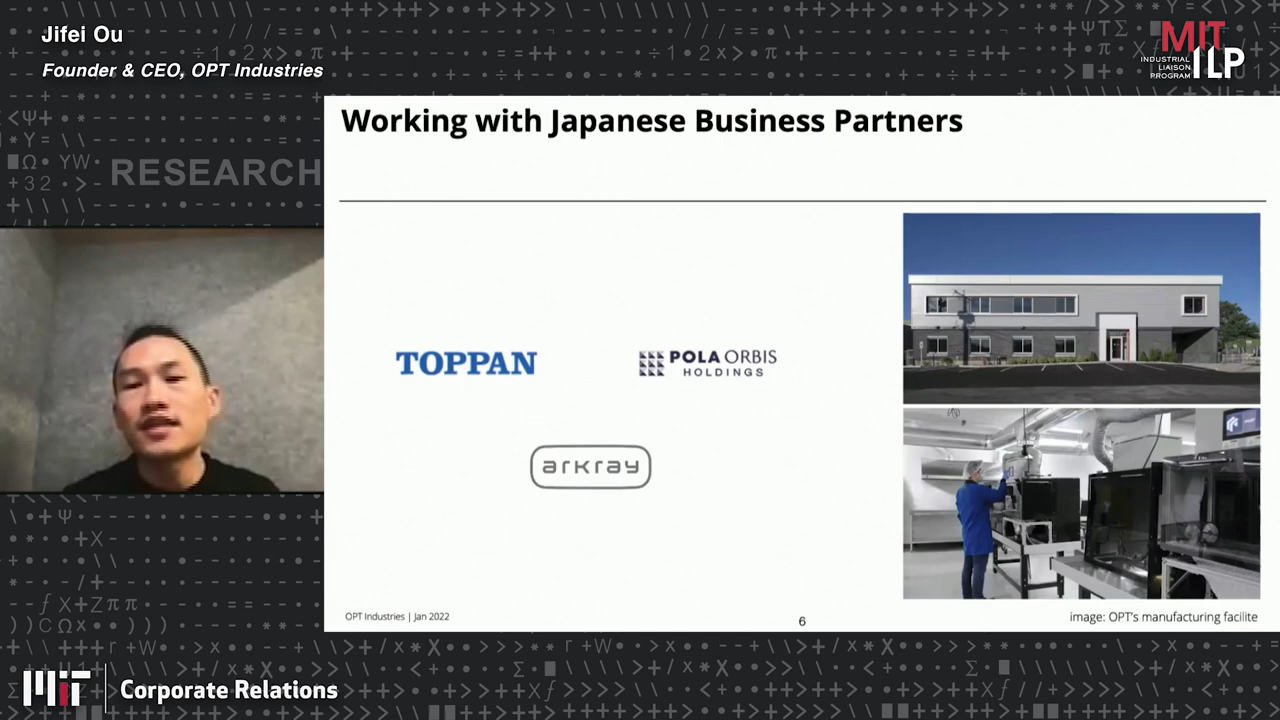 Jifei Ou
Founder & CEO, OPT Industries
MIT
INDUSTRIAL
LIAISON
PROGRAM
ILP
RESEARCH
Working with Japanese Business Partners
TOPPAN
POLA ORBIS
HOLDINGS
arkray
OPT Industries | Jan 2022
6
image: OPT's manufacturing facilite
MIT
Corporate Relations